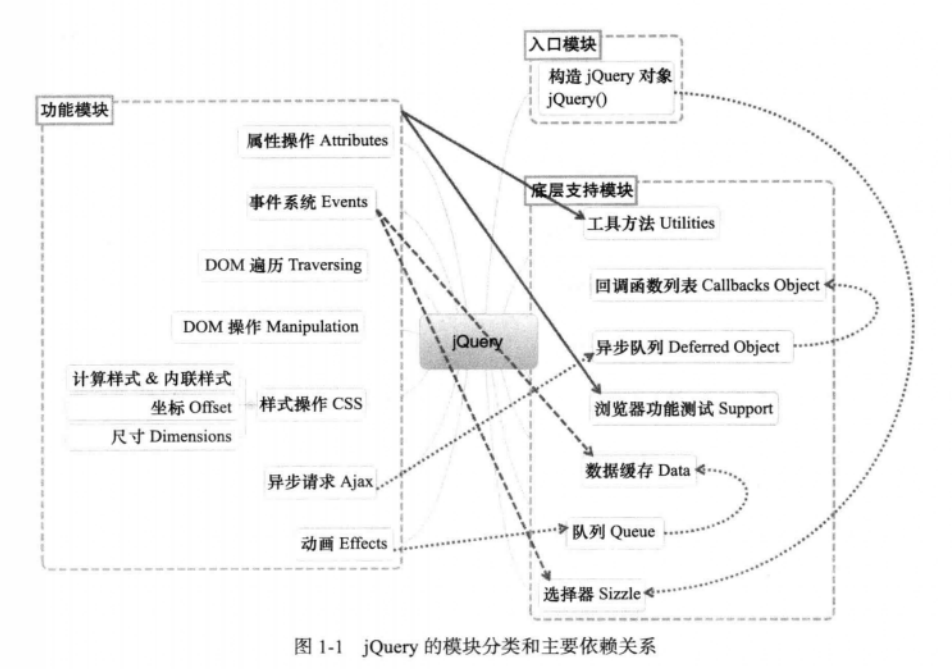 入口模块
构造 jQuery 对象
jQuery()
功能模块
属性操作 Attributes
事件系统 Events
DOM 遍历 Traversing
DOM 操作 Manipulation
计算样式 & 内联样式
坐标 Offset
尺寸 Dimensions
样式操作 CSS
异步请求 Ajax
动画 Effects
jQuery
底层支持模块
工具方法 Utilities
回调函数列表 Callbacks Object
异步队列 Deferred Object
浏览器功能测试 Support
数据缓存 Data
队列 Queue
选择器 Sizzle
图 1-1 jQuery 的模块分类和主要依赖关系